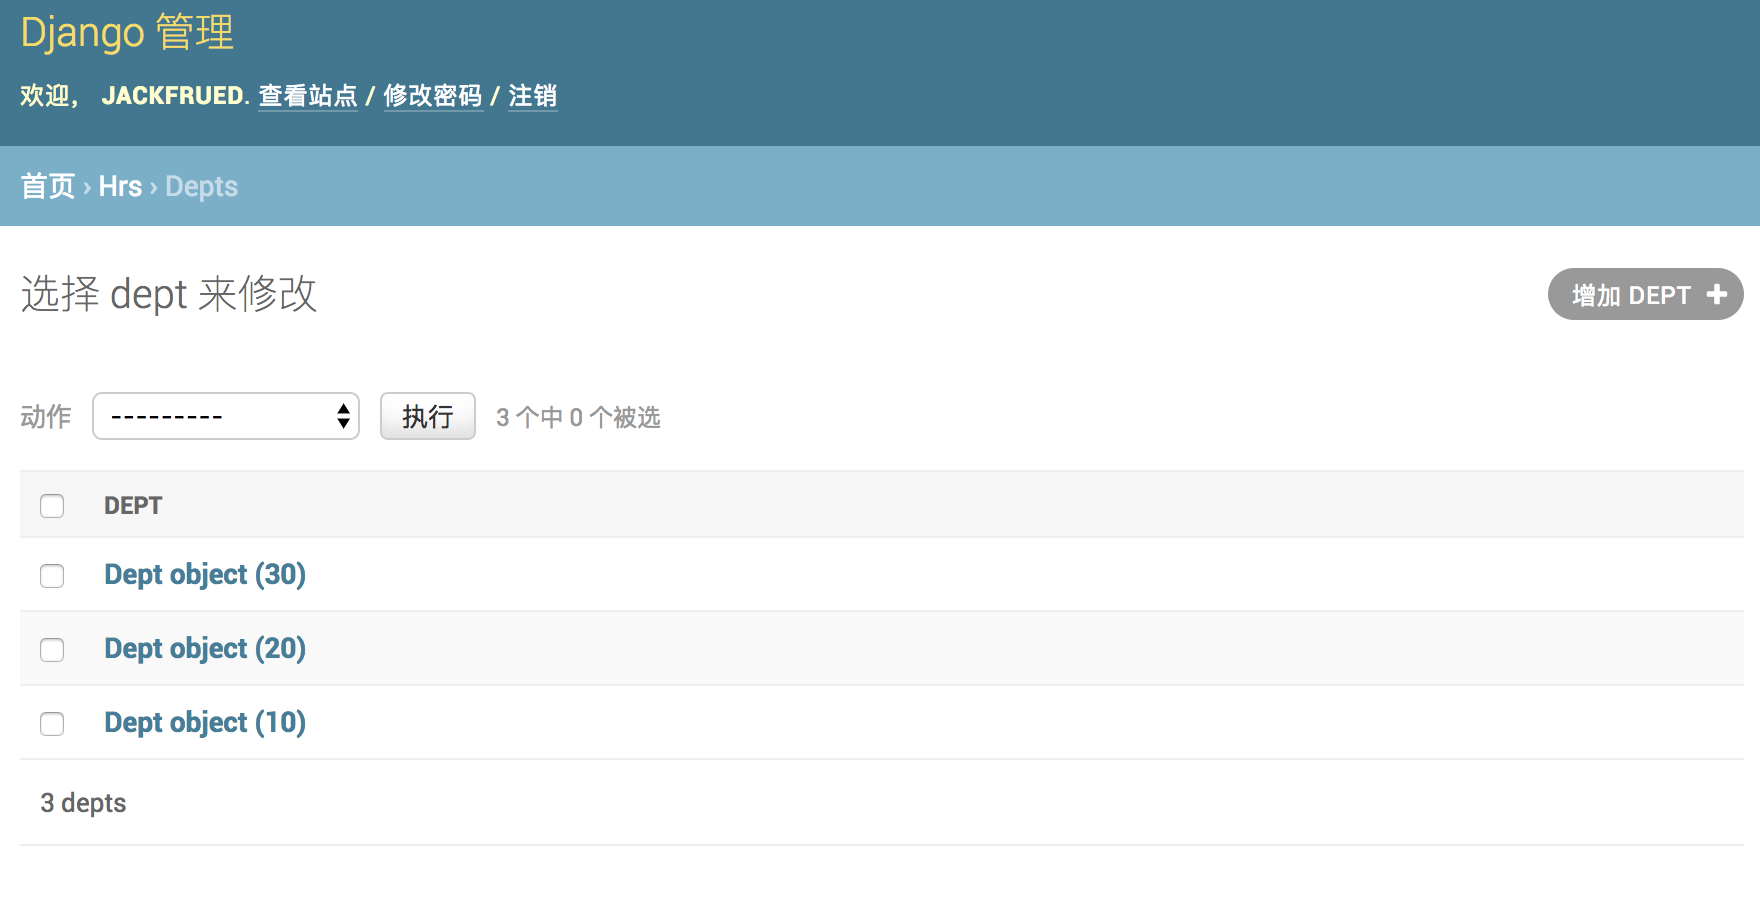 Django 管理
欢迎， JACKFRUED. 查看站点 / 修改密码 / 注销
首页 › Hrs › Depts
选择 dept 来修改
增加 DEPT
动作 --------- 执行 3 个中 0 个被选
DEPT
Dept object (30)
Dept object (20)
Dept object (10)
3 depts